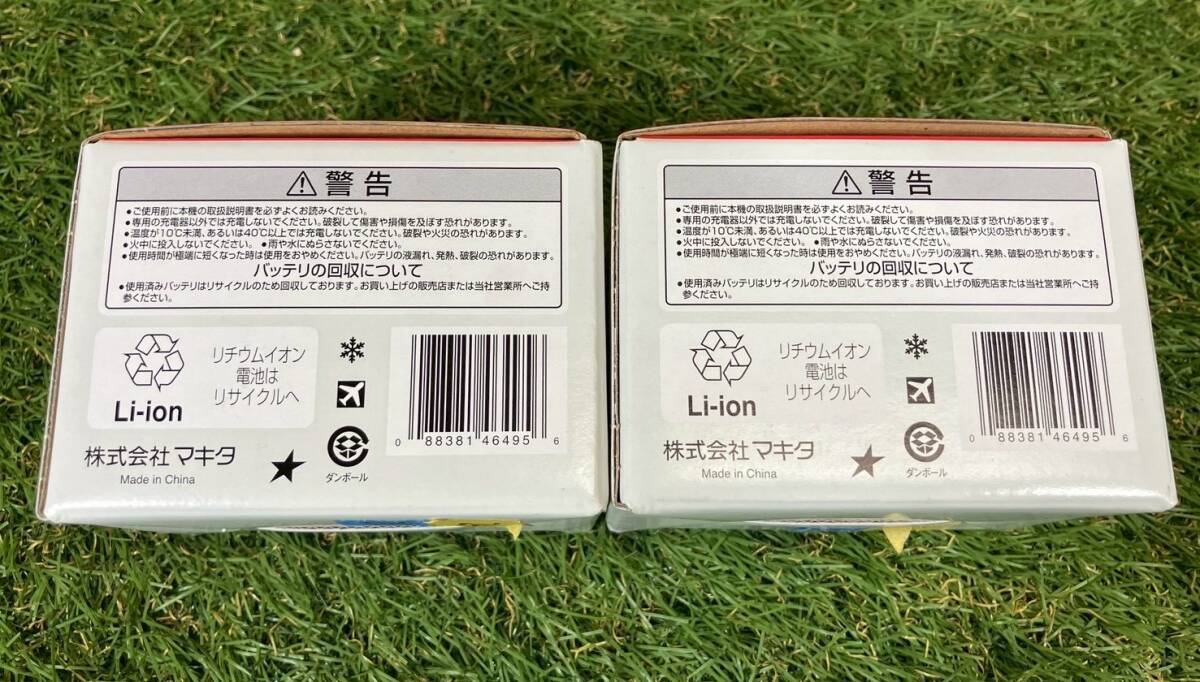 警告
●ご使用前に本機の取扱説明書を必ずよくお読みください。
●専用の充電器以外では充電しないでください。破裂して傷害や損傷を及ぼす恐れがあります。
●温度が10℃未満、あるいは40℃以上では充電しないでください。破裂や火災の恐れがあります。
●火中に投入しないでください。 ●雨や水にぬらさないでください。
●使用時間が極端に短くなった時は使用をおやめください。バッテリの液漏れ、発熱、破裂の恐れがあります。
バッテリの回収について
●使用済みバッテリはリサイクルのため回収しております。お買い上げの販売店または当社営業所へご持
参ください。
リチウムイオン
電池は
リサイクルへ
Li-ion
0 88381 46495 6
株式会社 マキタ
Made in China
ダンボール
警告
●ご使用前に本機の取扱説明書を必ずよくお読みください。
●専用の充電器以外では充電しないでください。破裂して傷害や損傷を及ぼす恐れがあります。
●温度が10℃未満、あるいは40℃以上では充電しないでください。破裂や火災の恐れがあります。
●火中に投入しないでください。 ●雨や水にぬらさないでください。
●使用時間が極端に短くなった時は使用をおやめください。バッテリの液漏れ、発熱、破裂の恐れがあります。
バッテリの回収について
●使用済みバッテリはリサイクルのため回収しております。お買い上げの販売店または当社営業所へご持
参ください。
リチウムイオン
電池は
リサイクルへ
Li-ion
0 88381 46495 6
株式会社 マキタ
Made in China
ダンボール